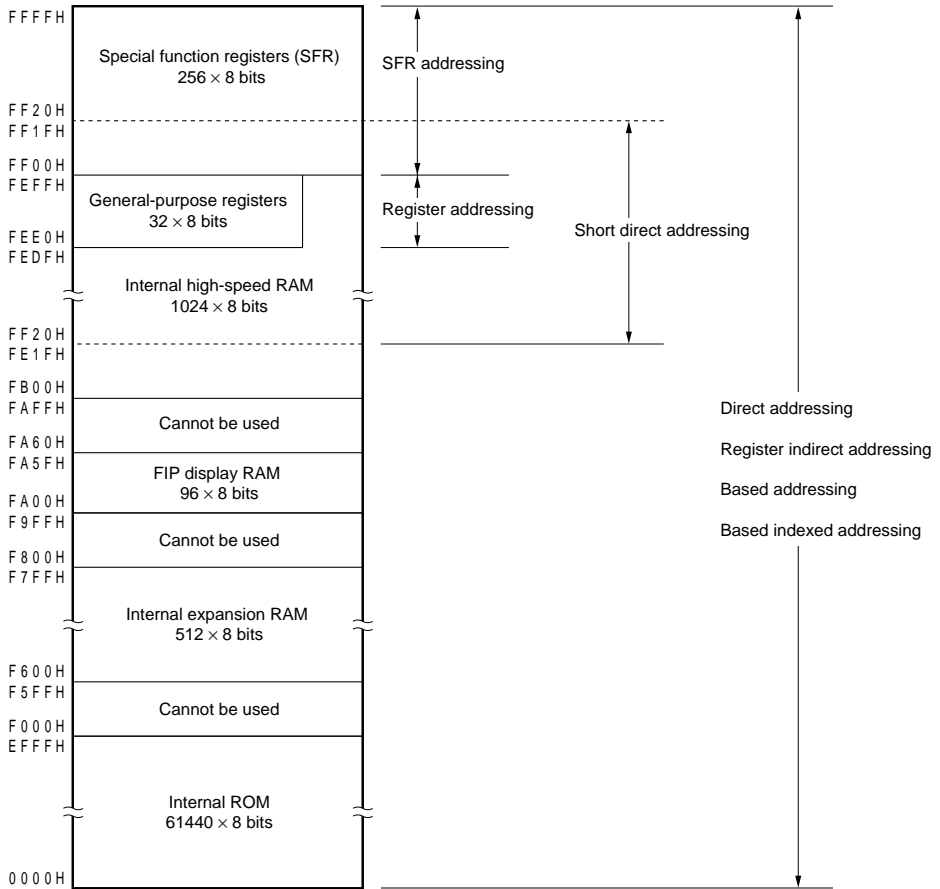 FFFFH
Special function registers (SFR)
256 × 8 bits
SFR addressing
FF20H
FF1FH
FF00H
FEFFH
General-purpose registers
32 × 8 bits
Register addressing
Short direct addressing
FEE0H
FEDFH
Internal high-speed RAM
1024 × 8 bits
FF20H
FE1FH
FB00H
FAFFH
Cannot be used
Direct addressing
Register indirect addressing
Based addressing
Based indexed addressing
FA60H
FA5FH
FIP display RAM
96 × 8 bits
FA00H
F9FFH
Cannot be used
F800H
F7FFH
Internal expansion RAM
512 × 8 bits
F600H
F5FFH
Cannot be used
F000H
EFFFH
Internal ROM
61440 × 8 bits
0000H